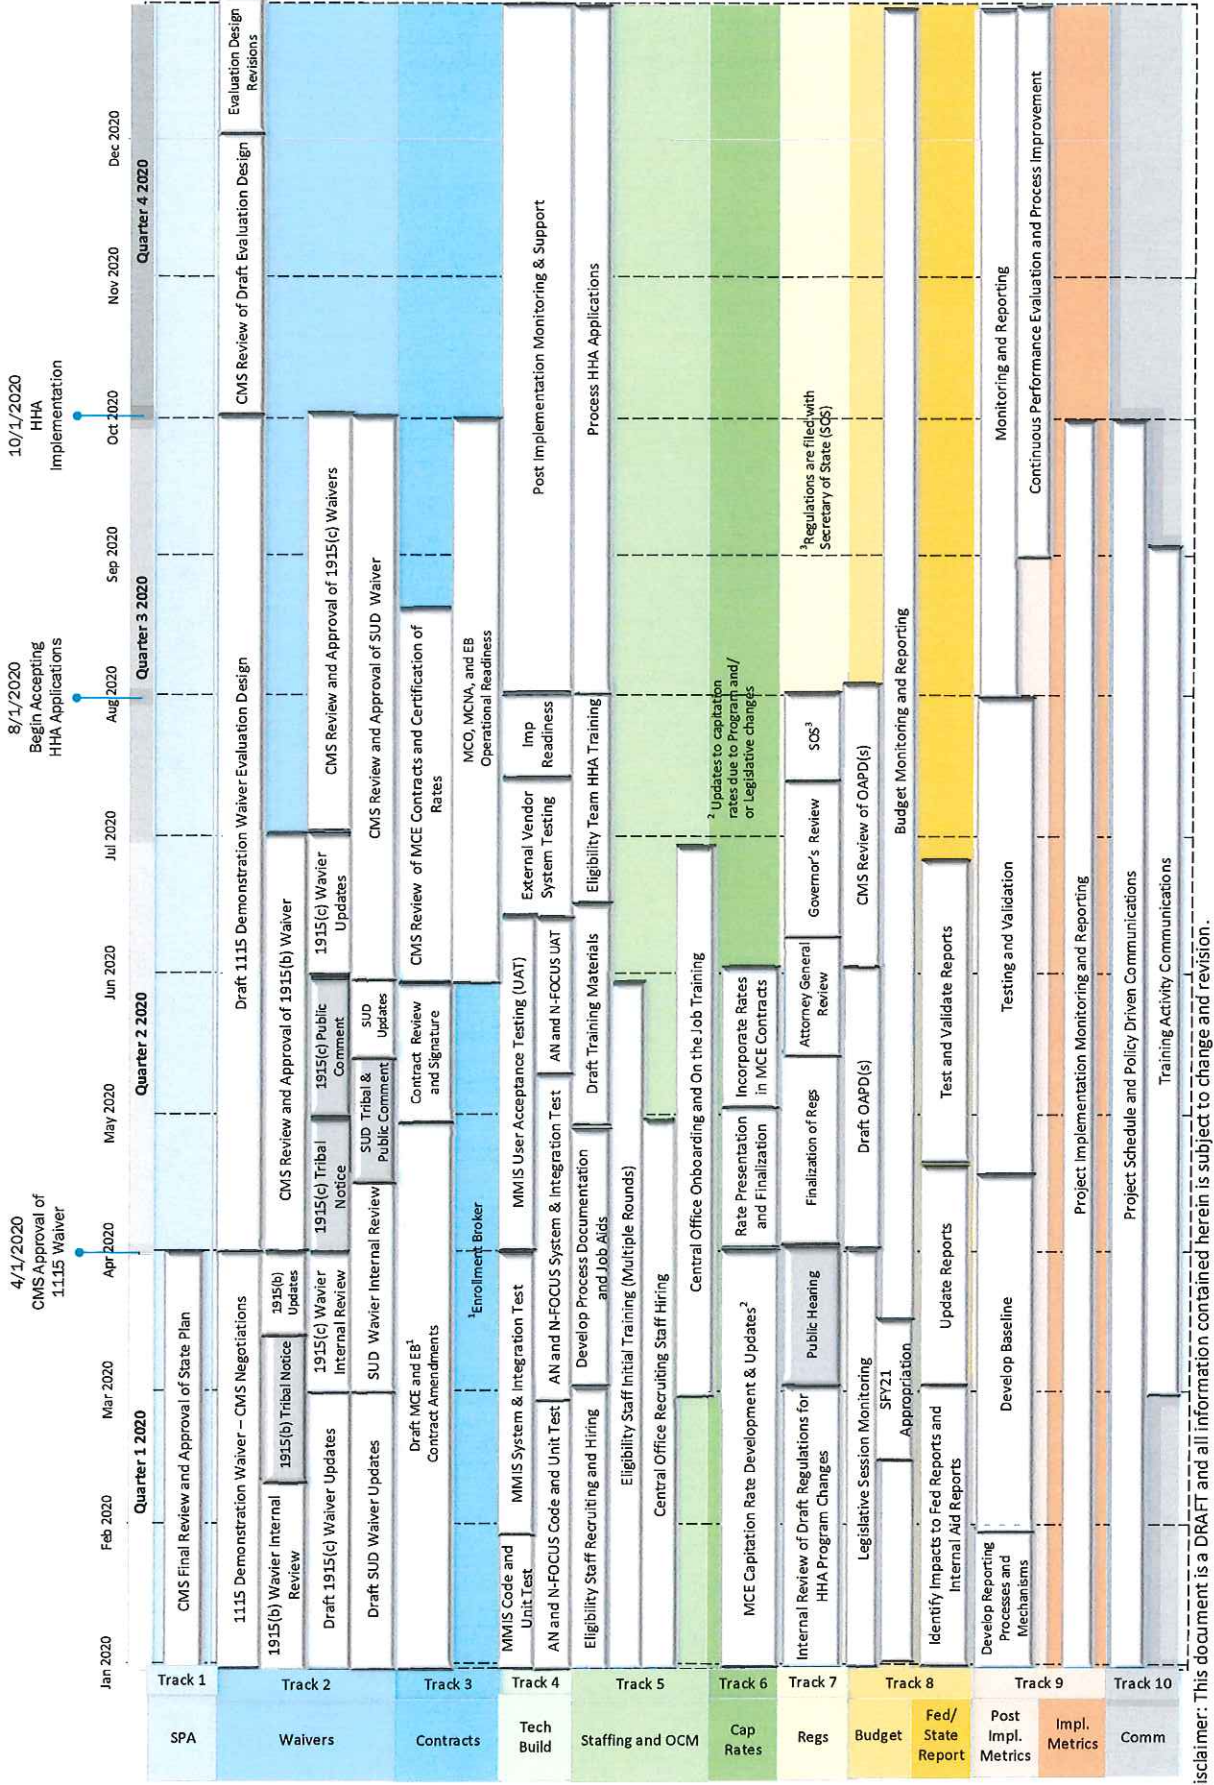 4/1/2020
CMS Approval of
1115 Waiver
8/1/2020
Begin Accepting
HHA Applications
10/1/2020
HHA
Implementation
Jan 2020
Feb 2020
Mar 2020
Apr 2020
May 2020
Jun 2020
Jul 2020
Aug 2020
Sep 2020
Oct 2020
Nov 2020
Dec 2020
Quarter 1 2020
Quarter 2 2020
Quarter 3 2020
Quarter 4 2020
SPA
Track 1
CMS Final Review and Approval of State Plan
Waivers
Track 2
1115 Demonstration Waiver – CMS Negotiations
Draft 1115 Demonstration Waiver Evaluation Design
CMS Review of Draft Evaluation Design
Evaluation Design
Revisions
1915(b) Wavier Internal
Review
1915(b) Tribal Notice
1915(b)
Updates
CMS Review and Approval of 1915(b) Waiver
Draft 1915(c) Waiver Updates
1915(c) Wavier
Internal Review
1915(c) Tribal
Notice
1915(c) Public
Comment
1915(c) Wavier
Updates
CMS Review and Approval of 1915(c) Waivers
Draft SUD Waiver Updates
SUD Wavier Internal Review
SUD Tribal &
Public Comment
SUD
Updates
CMS Review and Approval of SUD Waiver
Contracts
Track 3
Draft MCE and EB¹
Contract Amendments
Contract Review
and Signature
CMS Review of MCE Contracts and Certification of
Rates
¹Enrollment Broker
MCO, MCNA, and EB
Operational Readiness
Tech
Build
Track 4
MMIS Code and
Unit Test
MMIS System & Integration Test
MMIS User Acceptance Testing (UAT)
External Vendor
System Testing
Imp
Readiness
Post Implementation Monitoring & Support
AN and N-FOCUS Code and Unit Test
AN and N-FOCUS System & Integration Test
AN and N-FOCUS UAT
Staffing and OCM
Track 5
Eligibility Staff Recruiting and Hiring
Develop Process Documentation
and Job Aids
Draft Training Materials
Eligibility Team HHA Training
Process HHA Applications
Eligibility Staff Initial Training (Multiple Rounds)
Central Office Recruiting Staff Hiring
Central Office Onboarding and On the Job Training
Cap
Rates
Track 6
MCE Capitation Rate Development & Updates²
Rate Presentation
and Finalization
Incorporate Rates
in MCE Contracts
² Updates to capitation
rates due to Program and/
or Legislative changes
Regs
Track 7
Internal Review of Draft Regulations for
HHA Program Changes
Public Hearing
Finalization of Regs
Attorney General
Review
Governor's Review
SOS³
³Regulations are filed with
Secretary of State (SOS)
Budget
Track 8
Legislative Session Monitoring
Draft OAPD(s)
CMS Review of OAPD(s)
SFY21
Appropriation
Budget Monitoring and Reporting
Fed/
State
Report
Identify Impacts to Fed Reports and
Internal Aid Reports
Update Reports
Test and Validate Reports
Post
Impl.
Metrics
Track 9
Develop Reporting
Processes and
Mechanisms
Develop Baseline
Testing and Validation
Monitoring and Reporting
Continuous Performance Evaluation and Process Improvement
Impl.
Metrics
Project Implementation Monitoring and Reporting
Comm
Track 10
Project Schedule and Policy Driven Communications
Training Activity Communications
isclaimer: This document is a DRAFT and all information contained herein is subject to change and revision.